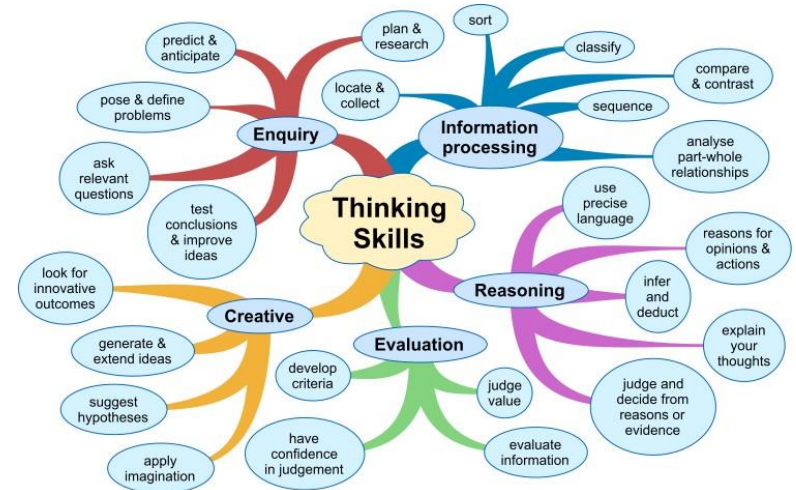 Thinking
Skills
Enquiry
predict &
anticipate
plan &
research
pose & define
problems
ask
relevant
questions
test
conclusions
& improve
ideas
Information
processing
sort
classify
locate &
collect
compare
& contrast
sequence
analyse
part-whole
relationships
Reasoning
use
precise
language
reasons for
opinions &
actions
infer
and
deduct
explain
your
thoughts
judge and
decide from
reasons or
evidence
Evaluation
develop
criteria
judge
value
have
confidence
in judgement
evaluate
information
Creative
look for
innovative
outcomes
generate &
extend ideas
suggest
hypotheses
apply
imagination